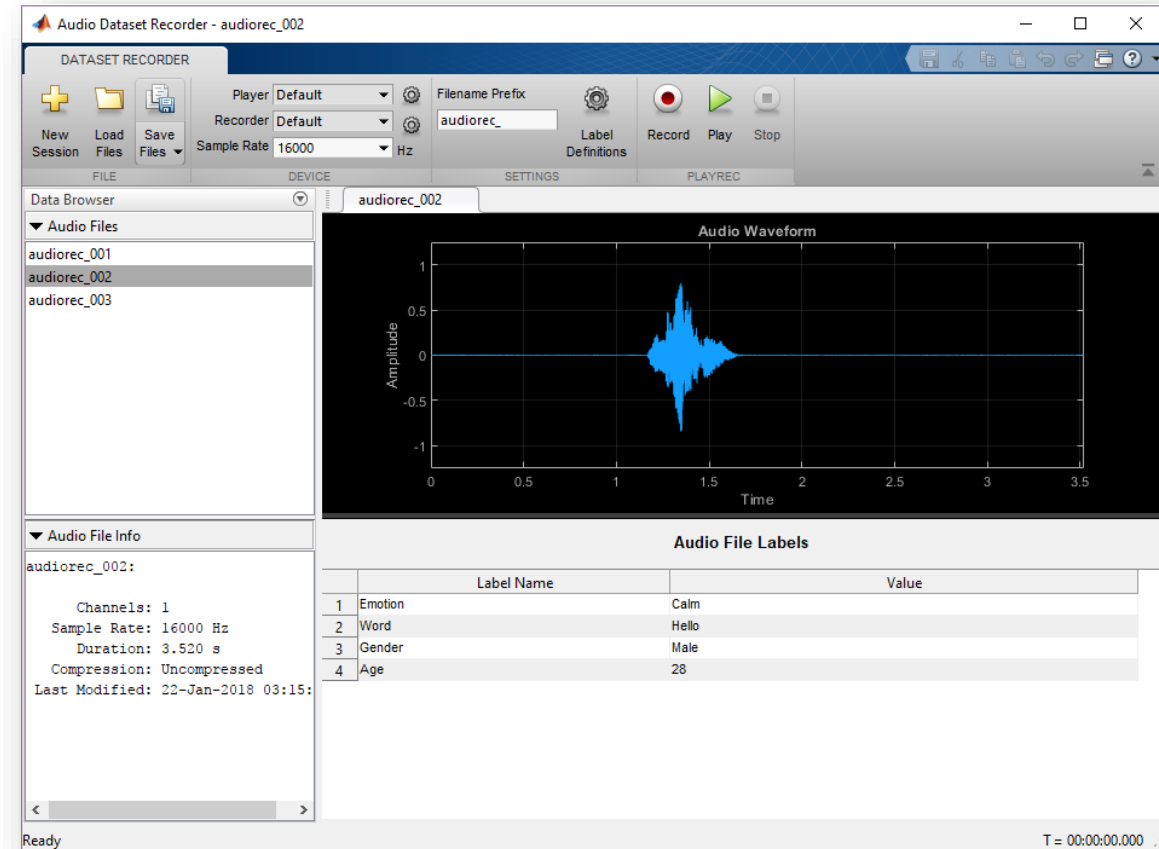 Audio Dataset Recorder - audiorec_002
DATASET RECORDER
New Session
Load Files
Save Files
FILE
Player Default
Recorder Default
Sample Rate 16000 Hz
DEVICE
Filename Prefix
audiorec_
Label Definitions
SETTINGS
Record
Play
Stop
PLAYREC
Data Browser
Audio Files
audiorec_001
audiorec_002
audiorec_003
Audio File Info
audiorec_002:
Channels: 1
Sample Rate: 16000 Hz
Duration: 3.520 s
Compression: Uncompressed
Last Modified: 22-Jan-2018 03:15:
audiorec_002
Audio Waveform
Amplitude
1
0.5
0
-0.5
-1
0 0.5 1 1.5 2 2.5 3 3.5
Time
Audio File Labels
Label Name Value
1 Emotion Calm
2 Word Hello
3 Gender Male
4 Age 28
Ready
T = 00:00:00.000